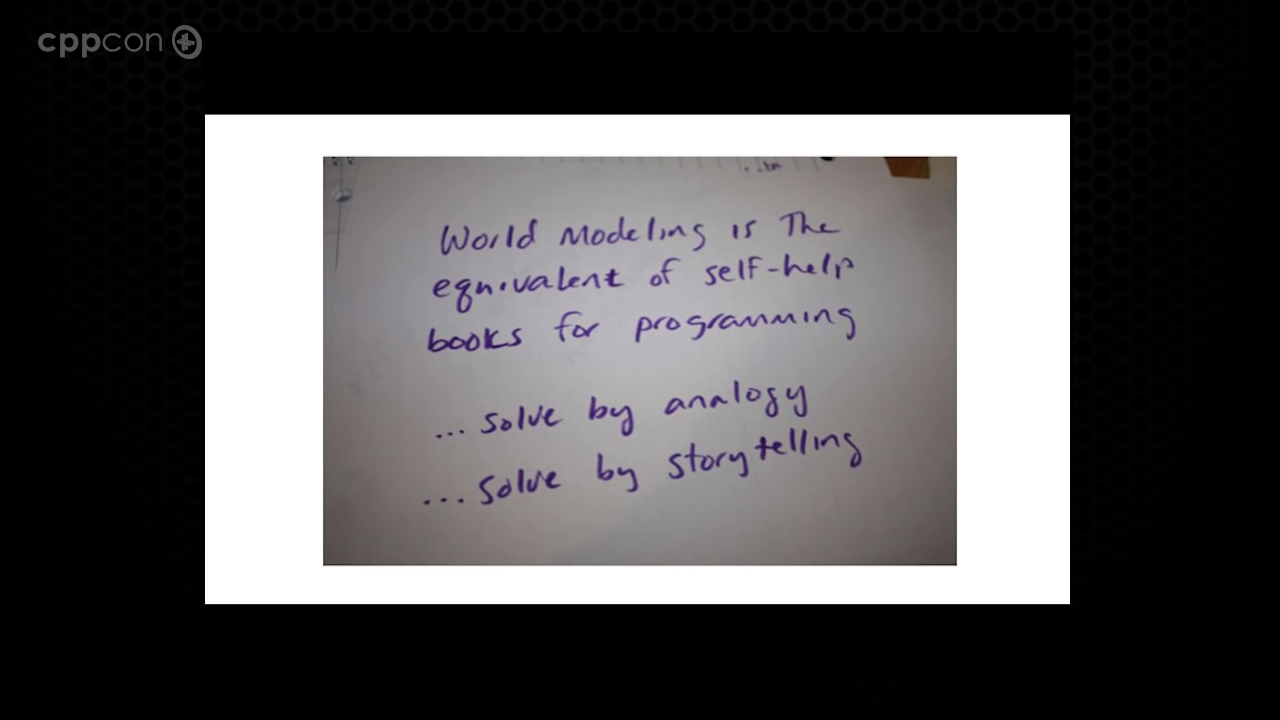 cppcon
World Modeling is The
equivalent of self-help
books for programming
... solve by analogy
... solve by storytelling